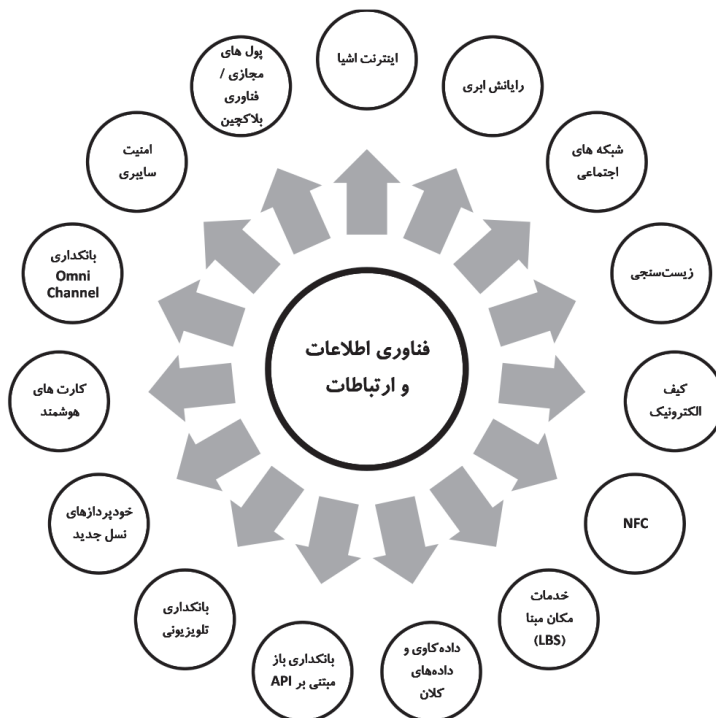 اینترنت اشیا
رایانش ابری
شبکه های
اجتماعی
زیست‌سنجی
کیف
الکترونیک
NFC
خدمات
مکان مبنا
(LBS)
داده‌کاوی و
داده‌های
کلان
بانکداری باز
مبتنی بر API
بانکداری
تلویزیونی
خودپردازهای
نسل جدید
کارت های
هوشمند
بانکداری
Omni
Channel
امنیت
سایبری
پول های
مجازی /
فناوری
بلاکچین
فناوری اطلاعات
و ارتباطات